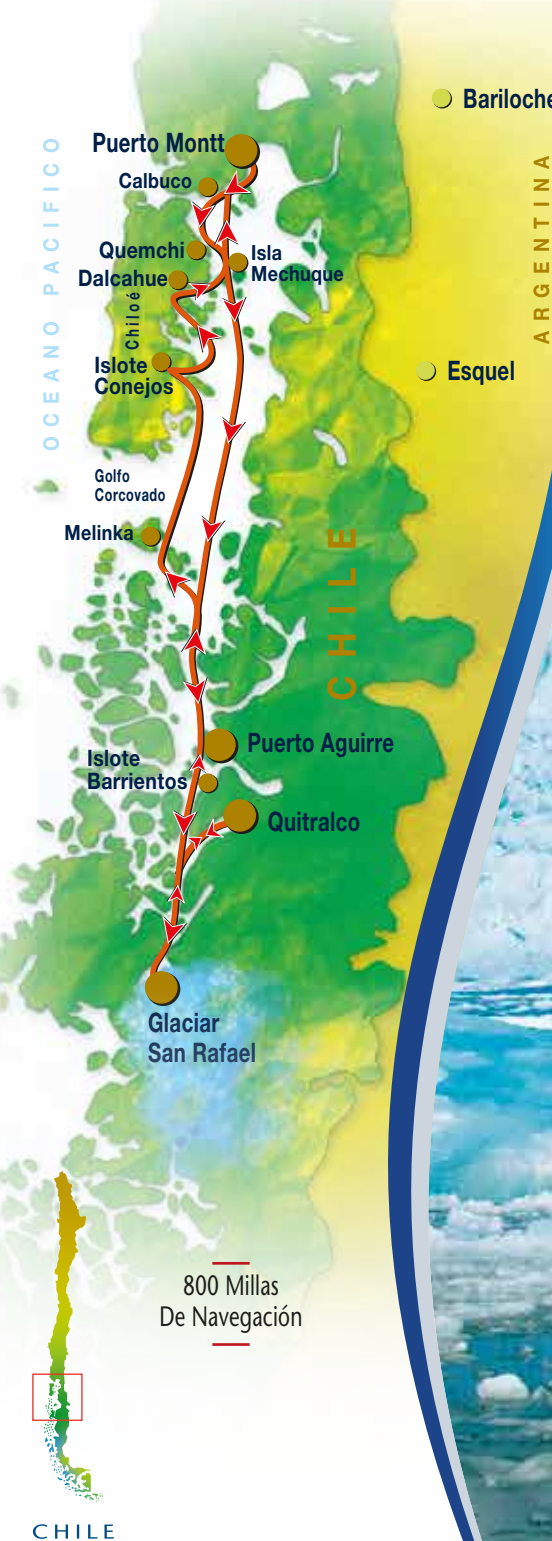 Bariloche
Puerto Montt
Calbuco
OCEANO PACIFICO
ARGENTINA
Quemchi
Isla
Mechuque
Dalcahue
Chiloé
Islote
Conejos
Esquel
Golfo
Corcovado
Melinka
CHILE
Puerto Aguirre
Islote
Barrientos
Quitralco
Glaciar
San Rafael
800 Millas
De Navegación
CHILE